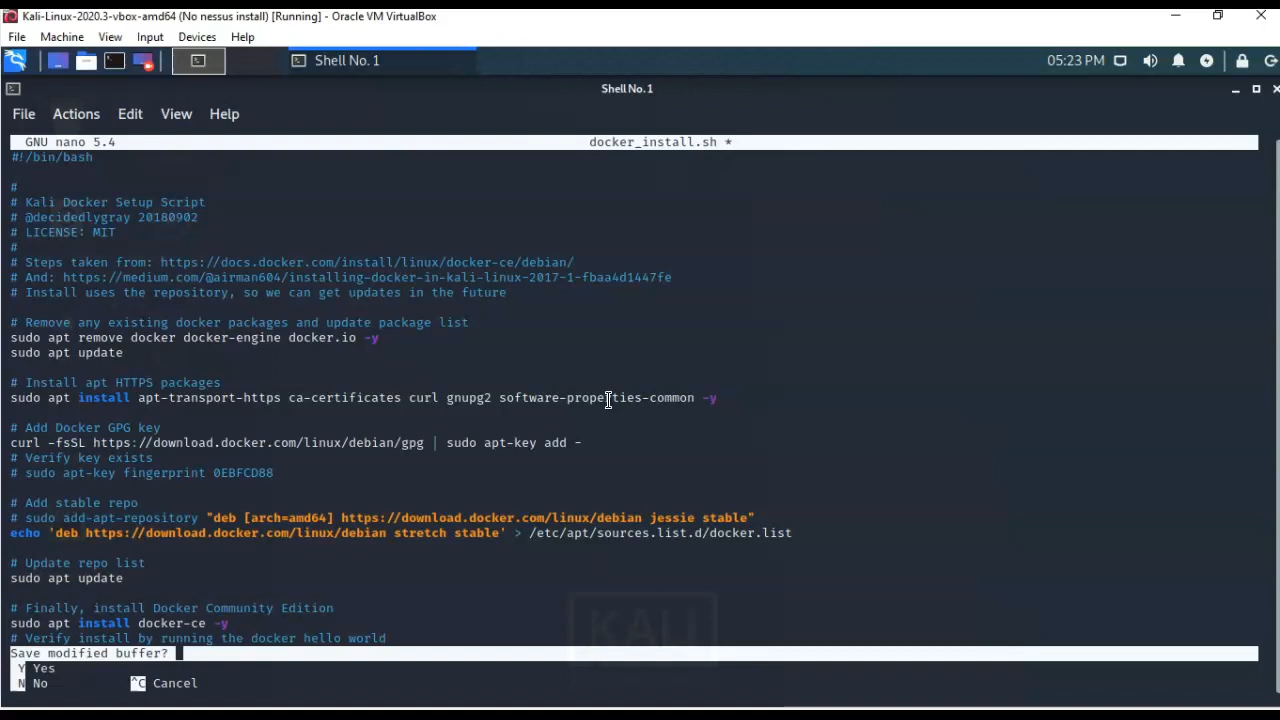 Kali-Linux-2020.3-vbox-amd64 (No nessus install) [Running] - Oracle VM VirtualBox
File Machine View Input Devices Help
Shell No. 1
05:23 PM
Shell No.1
File Actions Edit View Help
GNU nano 5.4 docker_install.sh *
#!/bin/bash
#
# Kali Docker Setup Script
# @decidedlygray 20180902
# LICENSE: MIT
#
# Steps taken from: https://docs.docker.com/install/linux/docker-ce/debian/
# And: https://medium.com/@airman604/installing-docker-in-kali-linux-2017-1-fbaa4d1447fe
# Install uses the repository, so we can get updates in the future
# Remove any existing docker packages and update package list
sudo apt remove docker docker-engine docker.io -y
sudo apt update
# Install apt HTTPS packages
sudo apt install apt-transport-https ca-certificates curl gnupg2 software-properties-common -y
# Add Docker GPG key
curl -fsSL https://download.docker.com/linux/debian/gpg | sudo apt-key add -
# Verify key exists
# sudo apt-key fingerprint 0EBFCD88
# Add stable repo
# sudo add-apt-repository "deb [arch=amd64] https://download.docker.com/linux/debian jessie stable"
echo 'deb https://download.docker.com/linux/debian stretch stable' > /etc/apt/sources.list.d/docker.list
# Update repo list
sudo apt update
# Finally, install Docker Community Edition
sudo apt install docker-ce -y
# Verify install by running the docker hello world
KALI
Save modified buffer?
Y Yes
N No ^C Cancel